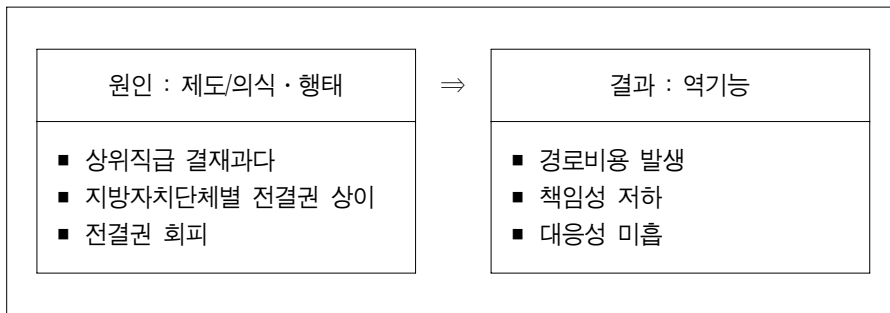 원인 : 제도/의식・행태
⇒
결과 : 역기능
■ 상위직급 결재과다
■ 지방자치단체별 전결권 상이
■ 전결권 회피
■ 경로비용 발생
■ 책임성 저하
■ 대응성 미흡